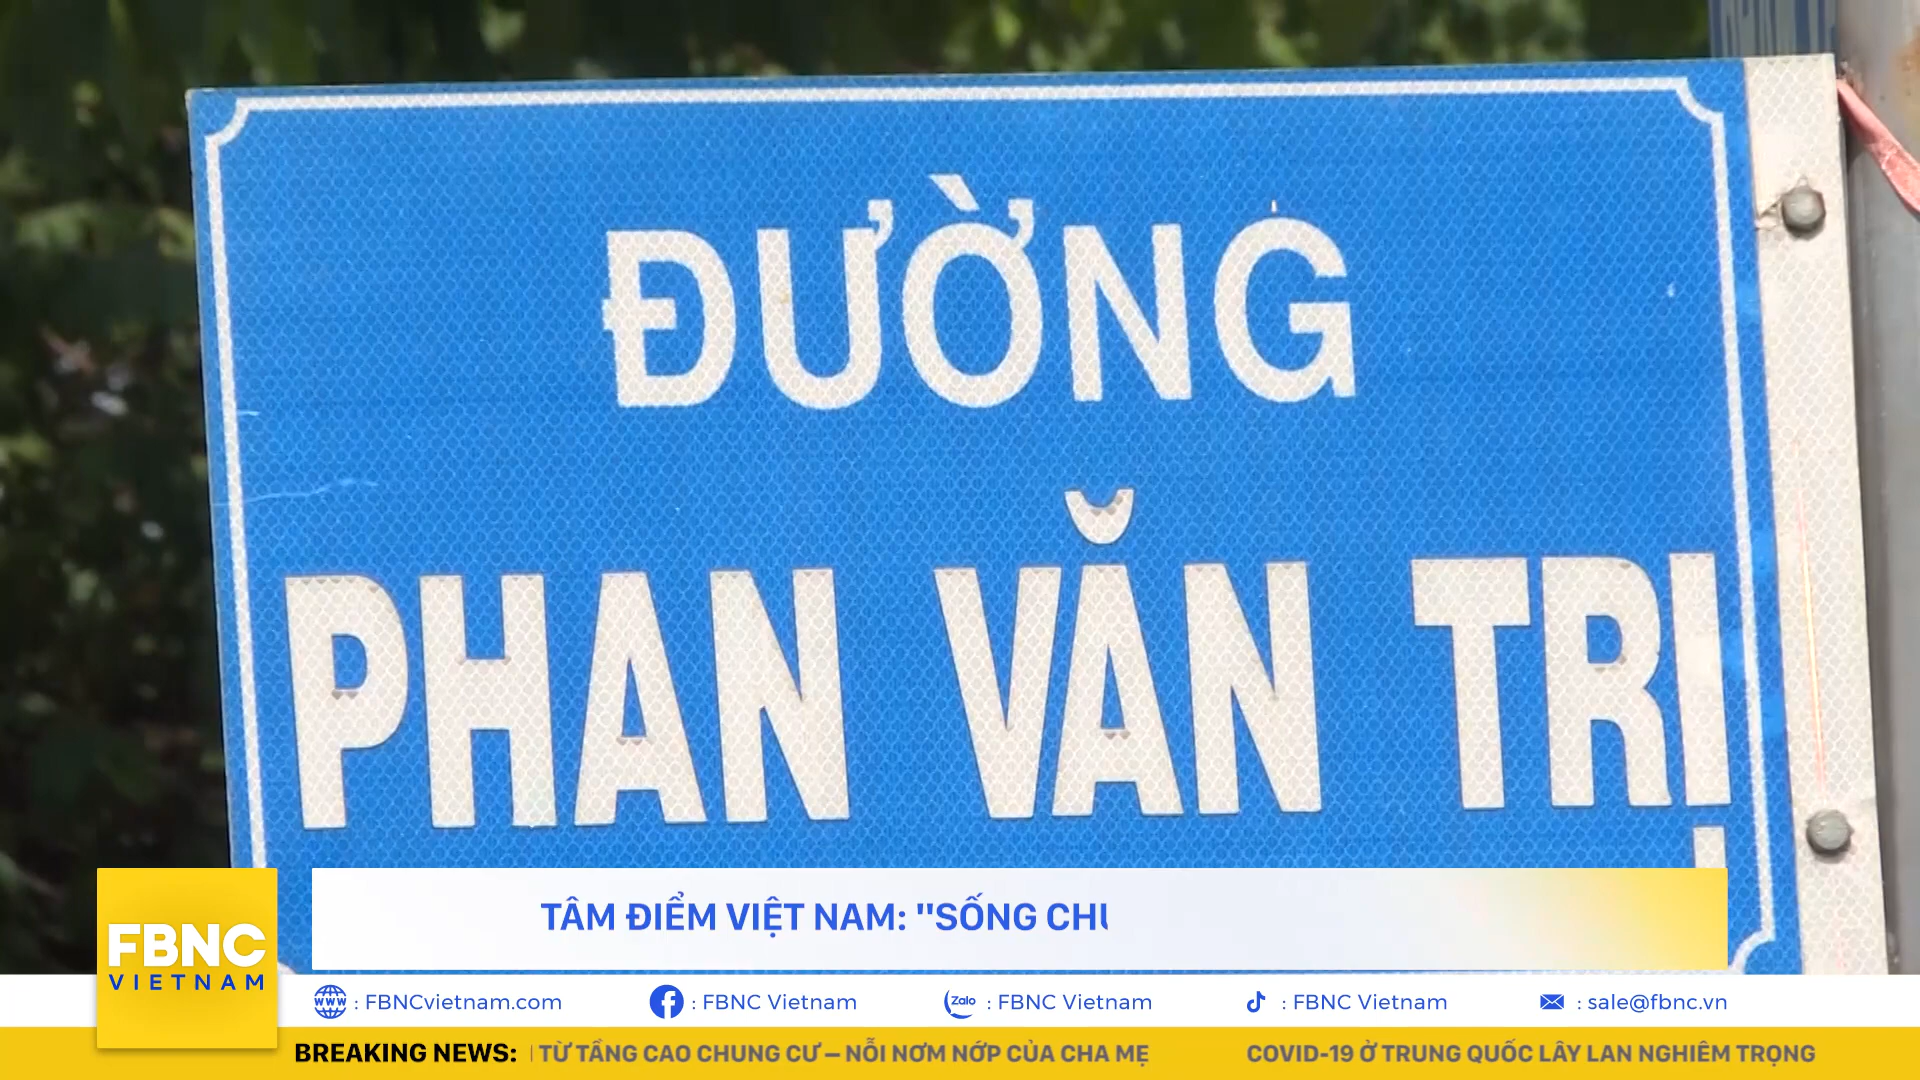 ĐƯỜNG
PHAN VĂN TRỊ
TÂM ĐIỂM VIỆT NAM: "SỐNG
FBNC
VIETNAM
www : FBNCvietnam.com
: FBNC Vietnam
Zalo : FBNC Vietnam
: FBNC Vietnam
: sale@fbnc.vn
BREAKING NEWS: TỪ TẦNG CAO CHUNG CƯ – NỖI NƠM NỚP CỦA CHA MẸ COVID-19 Ở TRUNG QUỐC LÂY LAN NGHIÊM TRỌNG